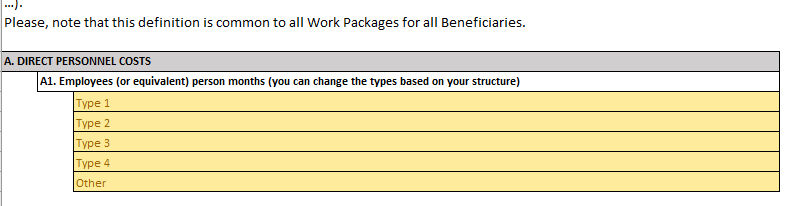 ...).
Please, note that this definition is common to all Work Packages for all Beneficiaries.
A. DIRECT PERSONNEL COSTS
A1. Employees (or equivalent) person months (you can change the types based on your structure)
Type 1
Type 2
Type 3
Type 4
Other